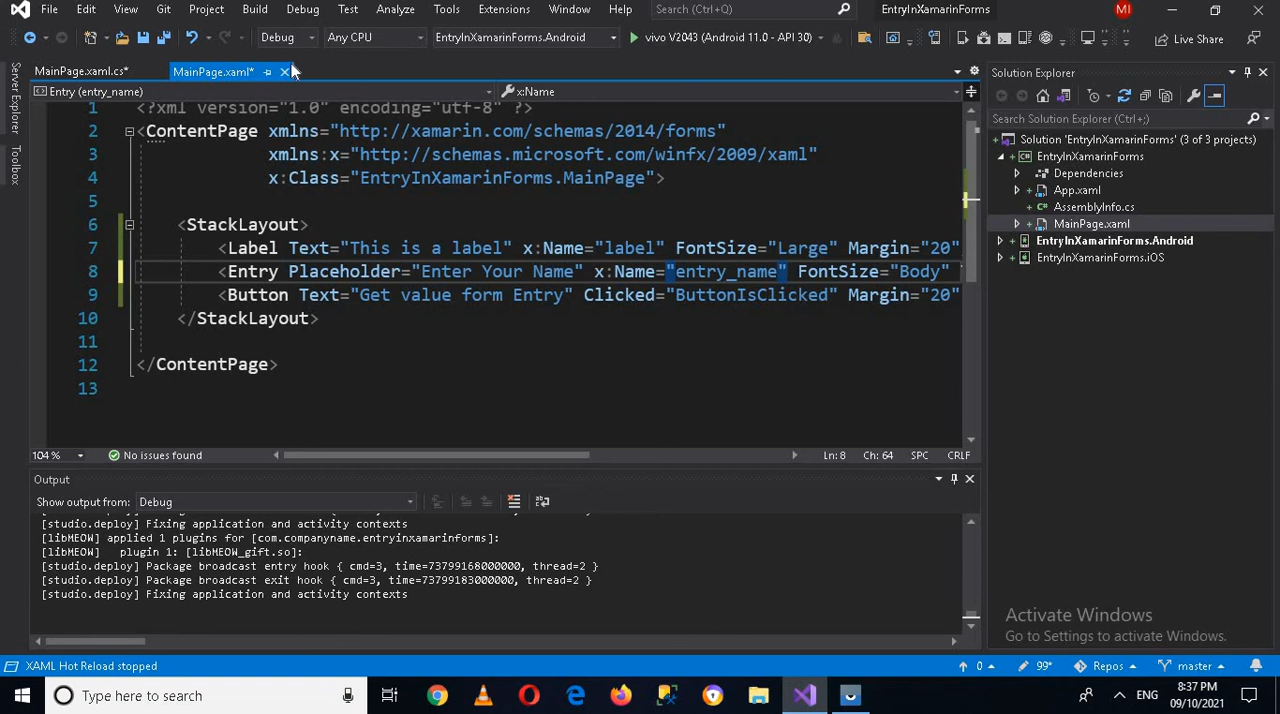 File Edit View Git Project Build Debug Test Analyze Tools Extensions Window Help Search (Ctrl+Q) EntryInXamarinForms MI
Debug Any CPU EntryInXamarinForms.Android vivo V2043 (Android 11.0 - API 30) Live Share
Server Explorer
Toolbox
MainPage.xaml.cs* MainPage.xaml*
Entry (entry_name) x:Name
1 <?xml version="1.0" encoding="utf-8" ?>
2 <ContentPage xmlns="http://xamarin.com/schemas/2014/forms"
3 xmlns:x="http://schemas.microsoft.com/winfx/2009/xaml"
4 x:Class="EntryInXamarinForms.MainPage">
5
6 <StackLayout>
7 <Label Text="This is a label" x:Name="label" FontSize="Large" Margin="20"
8 <Entry Placeholder="Enter Your Name" x:Name="entry_name" FontSize="Body"
9 <Button Text="Get value form Entry" Clicked="ButtonIsClicked" Margin="20"
10 </StackLayout>
11
12 </ContentPage>
13
104 % No issues found Ln: 8 Ch: 64 SPC CRLF
Output
Show output from: Debug
[studio.deploy] Fixing application and activity contexts
[libMEOW] applied 1 plugins for [com.companyname.entryinxamarinforms]:
[libMEOW] plugin 1: [libMEOW_gift.so]:
[studio.deploy] Package broadcast entry hook { cmd=3, time=73799168000000, thread=2 }
[studio.deploy] Package broadcast exit hook { cmd=3, time=73799183000000, thread=2 }
[studio.deploy] Fixing application and activity contexts
Solution Explorer
Search Solution Explorer (Ctrl+;)
Solution 'EntryInXamarinForms' (3 of 3 projects)
EntryInXamarinForms
Dependencies
App.xaml
AssemblyInfo.cs
MainPage.xaml
EntryInXamarinForms.Android
EntryInXamarinForms.iOS
Activate Windows
Go to Settings to activate Windows.
XAML Hot Reload stopped 0 99* Repos master
Type here to search ENG 8:37 PM
09/10/2021